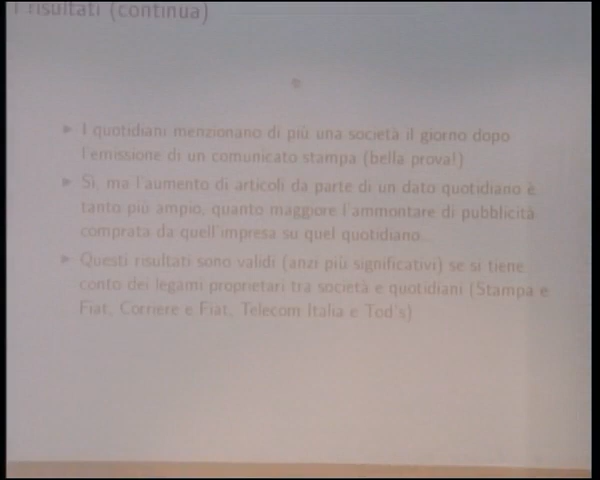 I risultati (continua)
I quotidiani menzionano di più una società il giorno dopo
l'emissione di un comunicato stampa (bella prova!)
Sì, ma l'aumento di articoli da parte di un dato quotidiano è
tanto più ampio, quanto maggiore l'ammontare di pubblicità
comprata da quell'impresa su quel quotidiano.
Questi risultati sono validi (anzi più significativi) se si tiene
conto dei legami proprietari tra società e quotidiani (Stampa e
Fiat, Corriere e Fiat, Telecom Italia e Tod's)